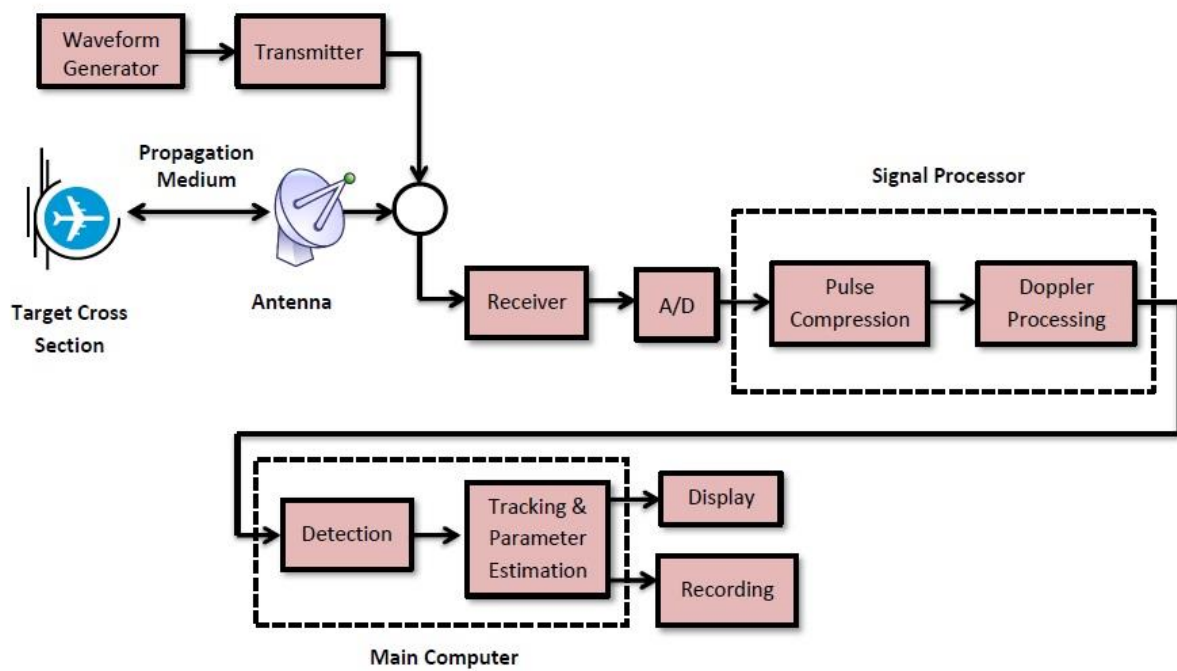 Waveform
Generator
Transmitter
Propagation
Medium
Signal Processor
Antenna
Target Cross
Section
Receiver
A/D
Pulse
Compression
Doppler
Processing
Detection
Tracking &
Parameter
Estimation
Display
Recording
Main Computer